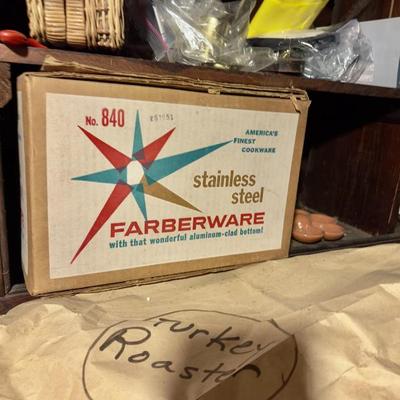 No. 840
AMERICA'S
FINEST
COOKWARE
stainless
steel
FARBERWARE
with that wonderful aluminum-clad bottom!
Turkey
Roaster